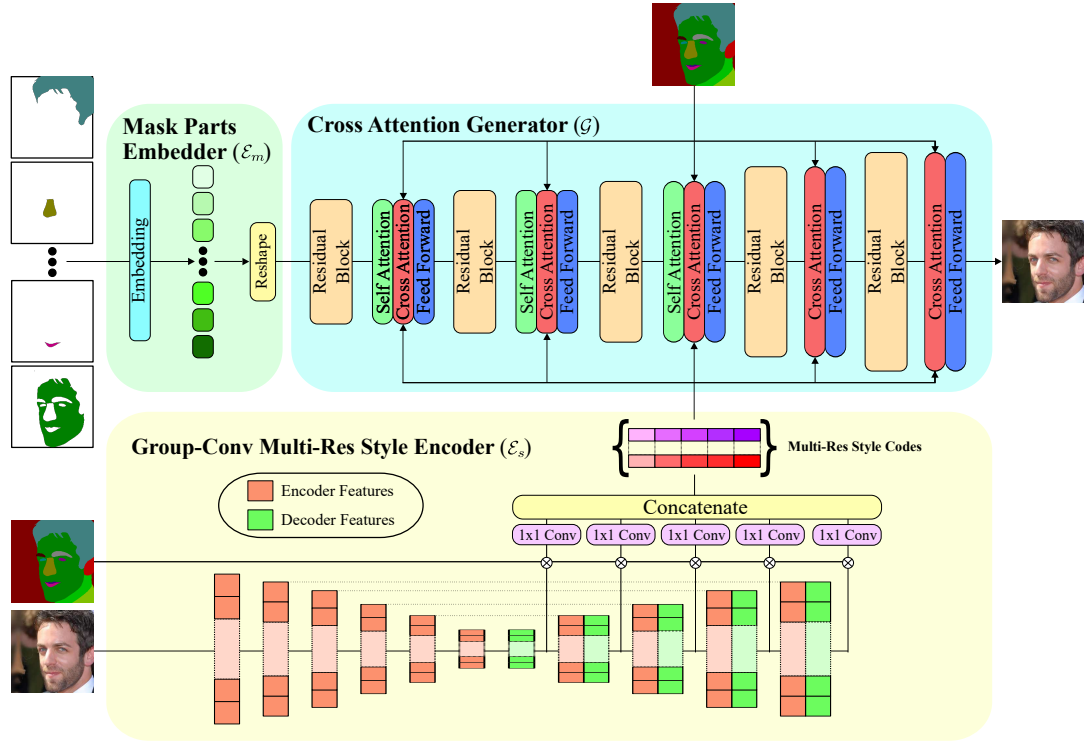 Mask Parts
Embedder (ℰm)
Cross Attention Generator (𝒢)
Embedding
Reshape
Residual
Block
Self Attention
Cross Attention
Feed Forward
Residual
Block
Self Attention
Cross Attention
Feed Forward
Residual
Block
Self Attention
Cross Attention
Feed Forward
Residual
Block
Cross Attention
Feed Forward
Residual
Block
Cross Attention
Feed Forward
Group-Conv Multi-Res Style Encoder (ℰs)
{ } Multi-Res Style Codes
Encoder Features
Decoder Features
Concatenate
1x1 Conv 1x1 Conv 1x1 Conv 1x1 Conv 1x1 Conv